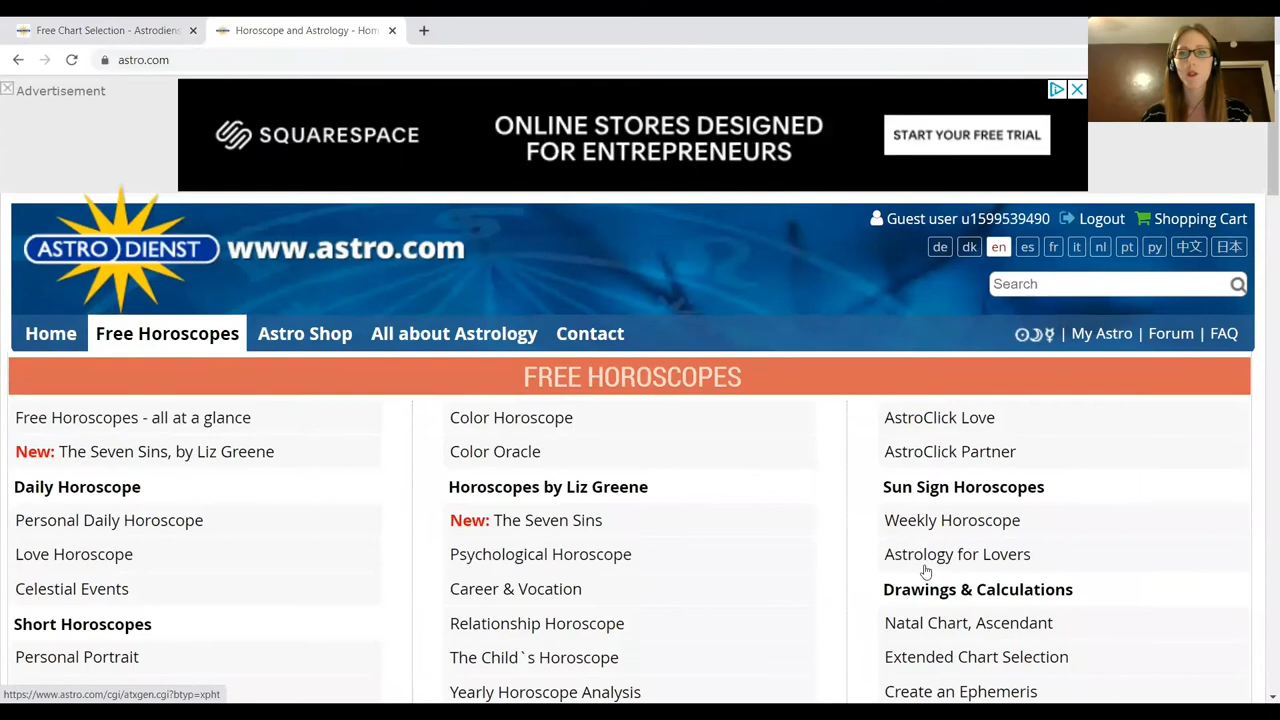 Free Chart Selection - Astrodiens
Horoscope and Astrology - Hom
astro.com
Advertisement
SQUARESPACE
ONLINE STORES DESIGNED
FOR ENTREPRENEURS
START YOUR FREE TRIAL
ASTRO DIENST
www.astro.com
Guest user u1599539490 Logout Shopping Cart
de dk en es fr it nl pt ру 中文 日本
Search
Home Free Horoscopes Astro Shop All about Astrology Contact
| My Astro | Forum | FAQ
FREE HOROSCOPES
Free Horoscopes - all at a glance
New: The Seven Sins, by Liz Greene
Daily Horoscope
Personal Daily Horoscope
Love Horoscope
Celestial Events
Short Horoscopes
Personal Portrait
Color Horoscope
Color Oracle
Horoscopes by Liz Greene
New: The Seven Sins
Psychological Horoscope
Career & Vocation
Relationship Horoscope
The Child`s Horoscope
Yearly Horoscope Analysis
AstroClick Love
AstroClick Partner
Sun Sign Horoscopes
Weekly Horoscope
Astrology for Lovers
Drawings & Calculations
Natal Chart, Ascendant
Extended Chart Selection
Create an Ephemeris
https://www.astro.com/cgi/atxgen.cgi?btyp=xpht